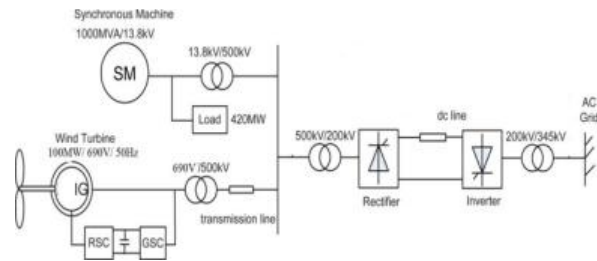 Synchronous Machine
1000MVA/13.8kV
SM
13.8kV/500kV
Load
420MW
Wind Turbine
100MW/ 690V/ 50Hz
IG
690V/500kV
transmission line
RSC
GSC
500kV/200kV
Rectifier
dc line
Inverter
200kV/345kV
AC
Grid